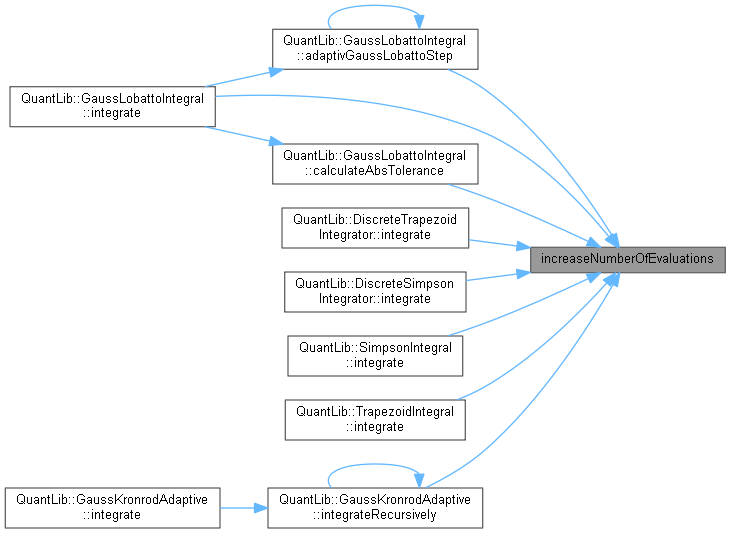 QuantLib::GaussLobattoIntegral
::adaptivGaussLobattoStep
QuantLib::GaussLobattoIntegral
::integrate
QuantLib::GaussLobattoIntegral
::calculateAbsTolerance
QuantLib::DiscreteTrapezoid
Integrator::integrate
increaseNumberOfEvaluations
QuantLib::DiscreteSimpson
Integrator::integrate
QuantLib::SimpsonIntegral
::integrate
QuantLib::TrapezoidIntegral
::integrate
QuantLib::GaussKronrodAdaptive
::integrate
QuantLib::GaussKronrodAdaptive
::integrateRecursively